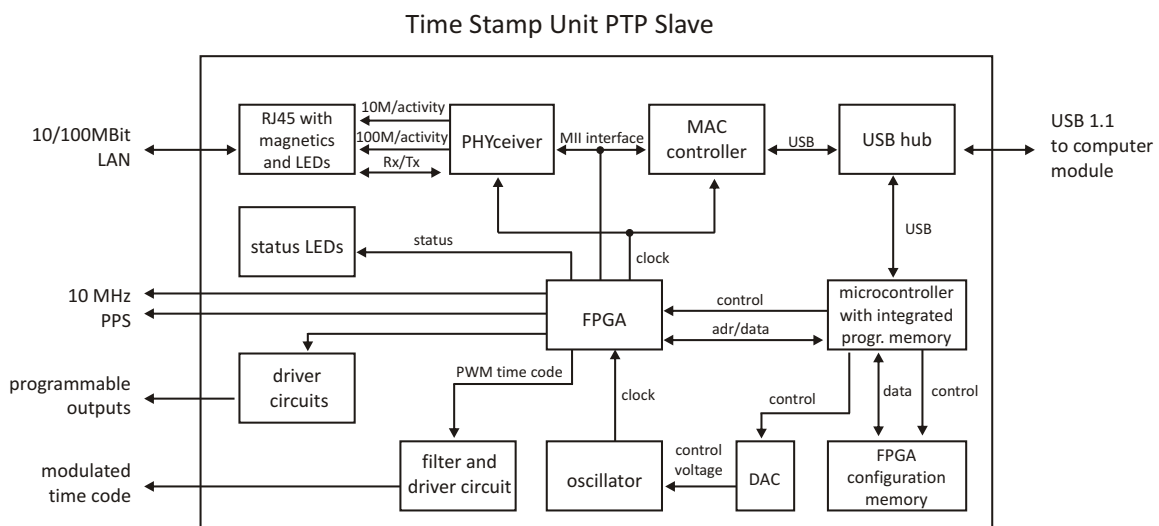 Time Stamp Unit PTP Slave
10/100MBit
LAN
RJ45 with
magnetics
and LEDs
10M/activity
100M/activity
Rx/Tx
PHYceiver
MII interface
MAC
controller
USB
USB hub
USB 1.1
to computer
module
status LEDs
status
clock
USB
10 MHz
PPS
FPGA
control
adr/data
microcontroller
with integrated
progr. memory
programmable
outputs
driver
circuits
PWM time code
clock
control
data
control
modulated
time code
filter and
driver circuit
oscillator
control
voltage
DAC
FPGA
configuration
memory